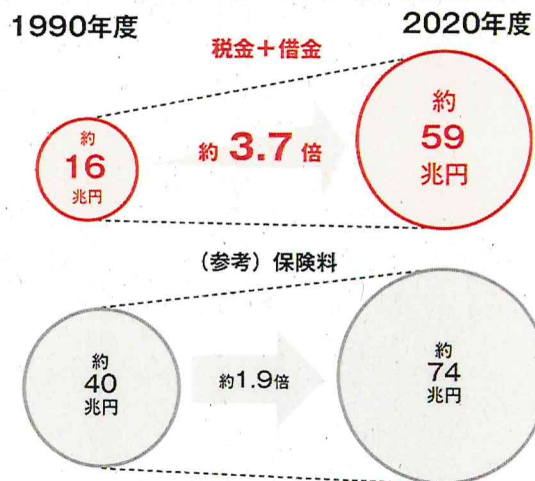 1990年度
2020年度
税金＋借金
約
16
兆円
約 3.7 倍
約
59
兆円
（参考）保険料
約
40
兆円
約1.9倍
約
74
兆円